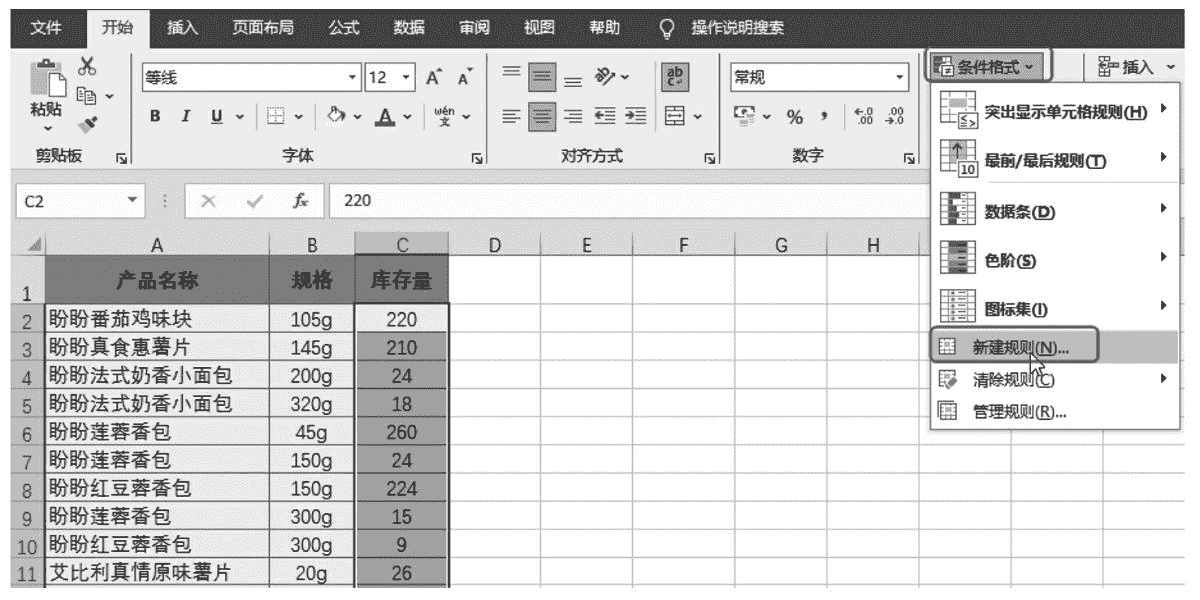 文件 开始 插入 页面布局 公式 数据 审阅 视图 帮助 操作说明搜索
粘贴
剪贴板
等线 12
B I U A wén 文
字体
ab
对齐方式
常规
% , .00 .0
数字
条件格式 插入
突出显示单元格规则(H)
最前/最后规则(T)
10
数据条(D)
色阶(S)
图标集(I)
新建规则(N)...
清除规则(C)
管理规则(R)...
C2 fx 220
A B C D E F G H
1 产品名称 规格 库存量
2 盼盼番茄鸡味块 105g 220
3 盼盼真食惠薯片 145g 210
4 盼盼法式奶香小面包 200g 24
5 盼盼法式奶香小面包 320g 18
6 盼盼莲蓉香包 45g 260
7 盼盼莲蓉香包 150g 24
8 盼盼红豆蓉香包 150g 224
9 盼盼莲蓉香包 300g 15
10 盼盼红豆蓉香包 300g 9
11 艾比利真情原味薯片 20g 26